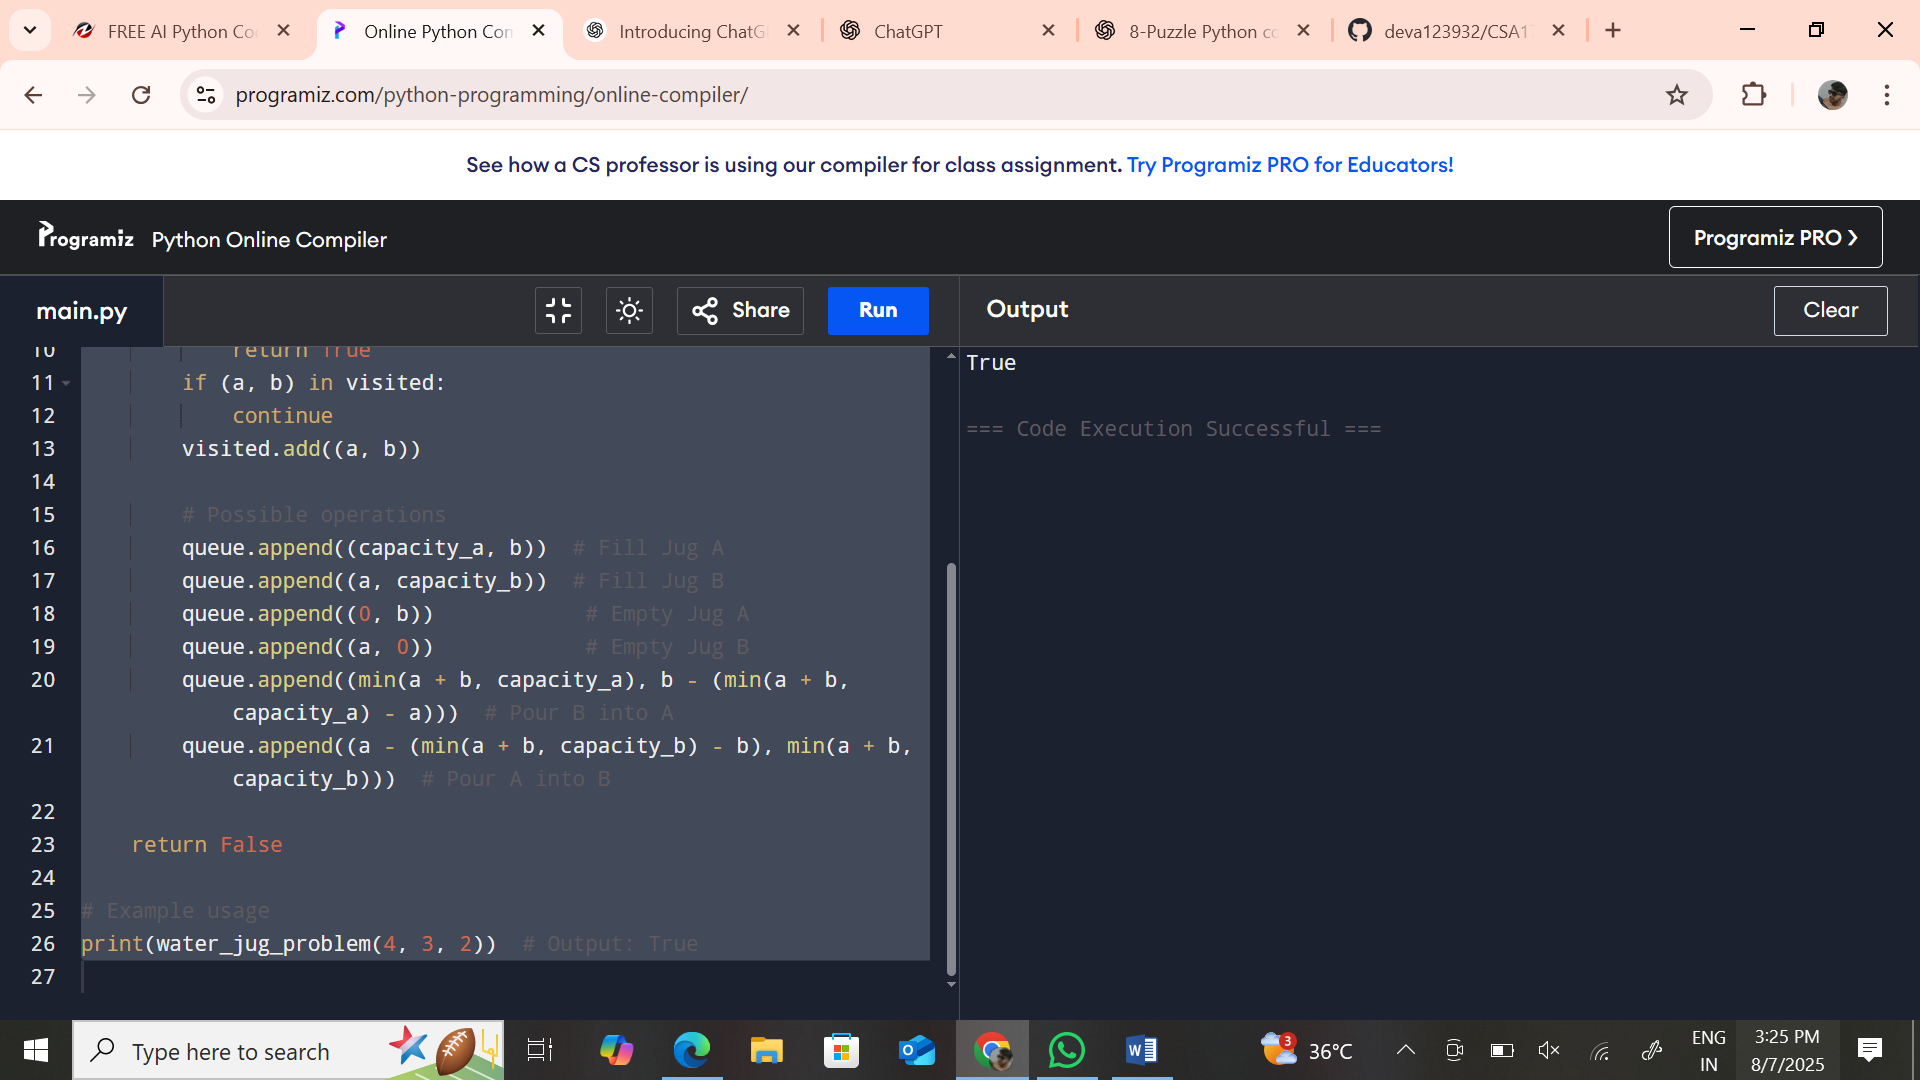 FREE AI Python Co
Online Python Con
Introducing ChatG
ChatGPT
8-Puzzle Python co
deva123932/CSA17
programiz.com/python-programming/online-compiler/
See how a CS professor is using our compiler for class assignment. Try Programiz PRO for Educators!
Programiz Python Online Compiler
Programiz PRO ❯
main.py
Share
Run
Output
Clear
10 return True
11 if (a, b) in visited:
12 continue
13 visited.add((a, b))
14
15 # Possible operations
16 queue.append((capacity_a, b))  # Fill Jug A
17 queue.append((a, capacity_b))  # Fill Jug B
18 queue.append((0, b))            # Empty Jug A
19 queue.append((a, 0))            # Empty Jug B
20 queue.append((min(a + b, capacity_a), b - (min(a + b,
capacity_a) - a)))  # Pour B into A
21 queue.append((a - (min(a + b, capacity_b) - b), min(a + b,
capacity_b)))  # Pour A into B
22
23 return False
24
25 # Example usage
26 print(water_jug_problem(4, 3, 2))  # Output: True
27
True
=== Code Execution Successful ===
Type here to search
3
36°C
ENG
IN
3:25 PM
8/7/2025